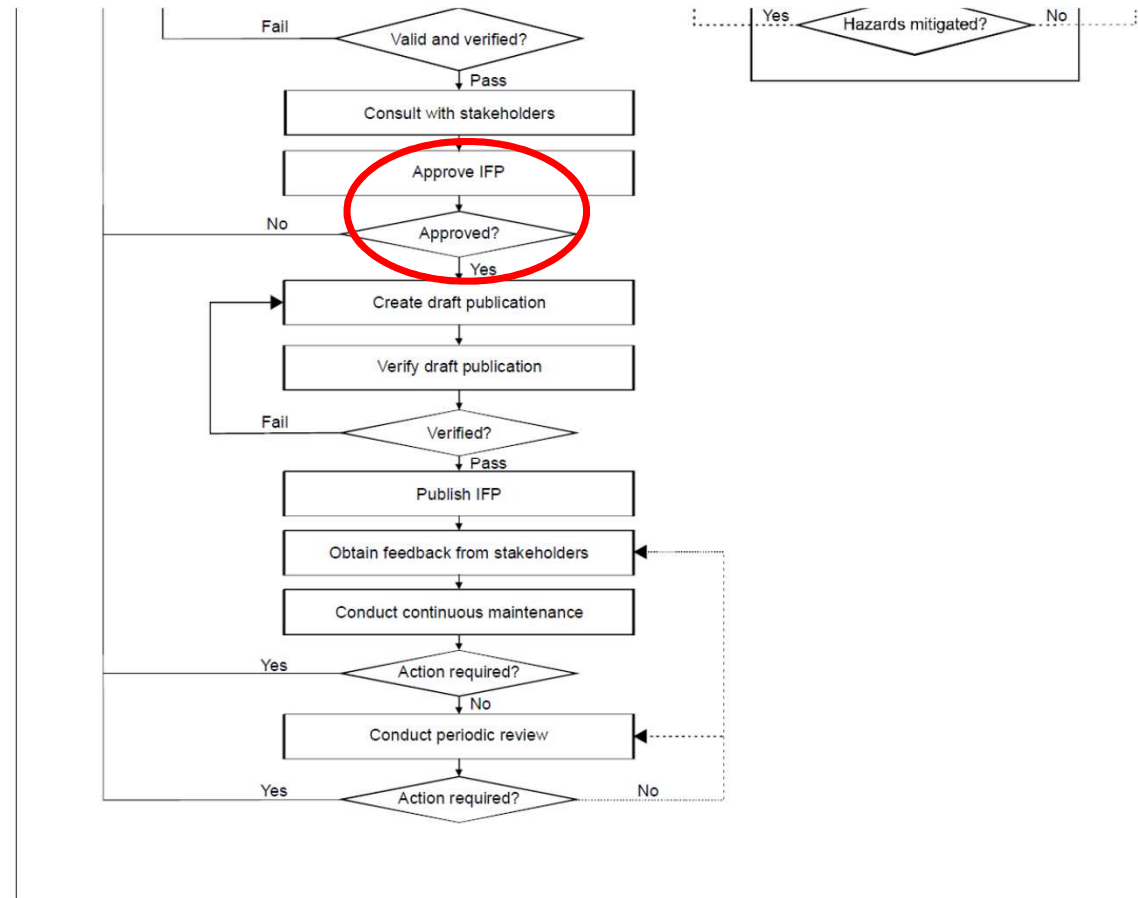 Fail
Valid and verified?
Yes
Hazards mitigated?
No
Pass
Consult with stakeholders
Approve IFP
No
Approved?
Yes
Create draft publication
Verify draft publication
Fail
Verified?
Pass
Publish IFP
Obtain feedback from stakeholders
Conduct continuous maintenance
Yes
Action required?
No
Conduct periodic review
Yes
Action required?
No